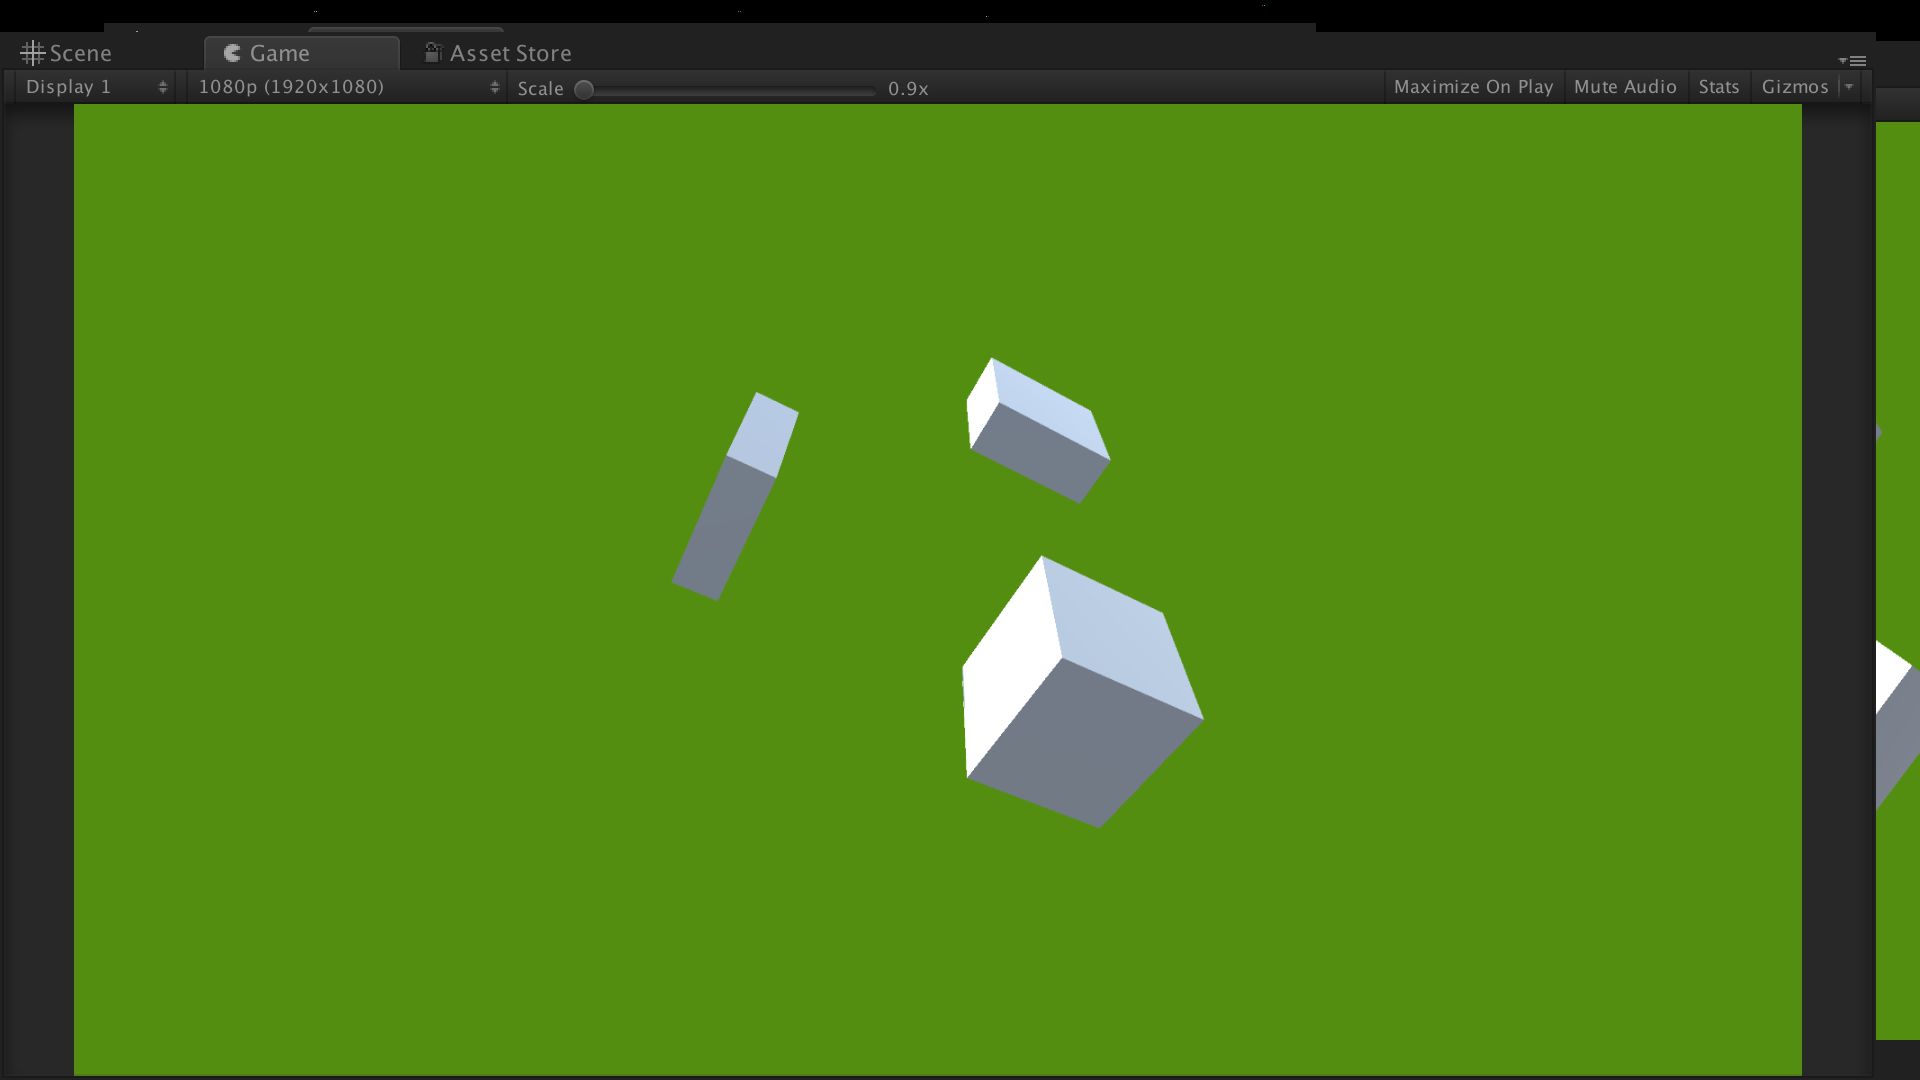 Scene Game Asset Store
Display 1 1080p (1920x1080) Scale 0.9x Maximize On Play Mute Audio Stats Gizmos